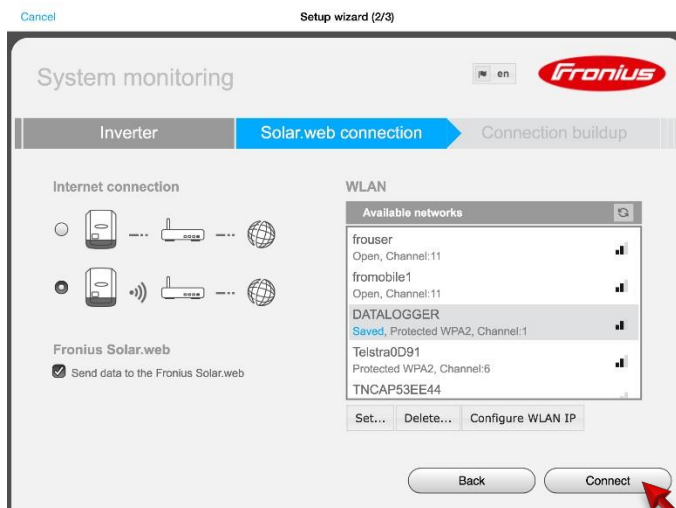 Cancel
Setup wizard (2/3)
System monitoring
en
Fronius
Inverter
Solar.web connection
Connection buildup
Internet connection
WLAN
Available networks
frouser
Open, Channel:11
fromobile1
Open, Channel:11
DATALOGGER
Saved, Protected WPA2, Channel:1
Telstra0D91
Protected WPA2, Channel:6
TNCAP53EE44
Fronius Solar.web
Send data to the Fronius Solar.web
Set...
Delete...
Configure WLAN IP
Back
Connect